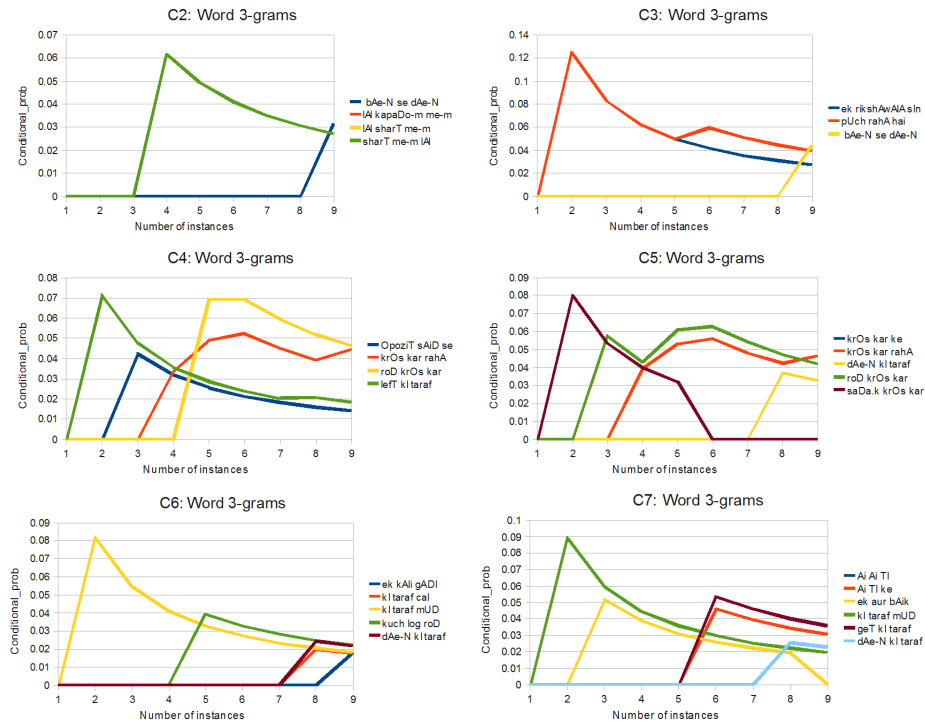 C2: Word 3-grams
Conditional_prob
0.07
0.06
0.05
0.04
0.03
0.02
0.01
0
1 2 3 4 5 6 7 8 9
Number of instances
bAe-N se dAe-N
lAl kapaDo-m me-m
lAl sharT me-m
sharT me-m lAl
C3: Word 3-grams
Conditional_prob
0.14
0.12
0.10
0.08
0.06
0.04
0.02
0
1 2 3 4 5 6 7 8 9
Number of instances
ek rikshAwAlAsIn
pUch rahA hai
bAe-N se dAe-N
C4: Word 3-grams
Conditional_prob
0.08
0.07
0.06
0.05
0.04
0.03
0.02
0.01
0
1 2 3 4 5 6 7 8 9
Number of instances
OpoziT sAiD se
krOs kar rahA
roD krOs kar
lefT kI taraf
C5: Word 3-grams
Conditional_prob
0.09
0.08
0.07
0.06
0.05
0.04
0.03
0.02
0.01
0
1 2 3 4 5 6 7 8 9
Number of instances
krOs kar ke
krOs kar rahA
dAe-N kI taraf
roD krOs kar
saDa.k krOs kar
C6: Word 3-grams
Conditional_prob
0.09
0.08
0.07
0.06
0.05
0.04
0.03
0.02
0.01
0
1 2 3 4 5 6 7 8 9
Number of instances
ek kAli gADI
kI taraf cal
kI taraf mUD
kuch log roD
dAe-N kI taraf
C7: Word 3-grams
Conditional_prob
0.1
0.09
0.08
0.07
0.06
0.05
0.04
0.03
0.02
0.01
0
1 2 3 4 5 6 7 8 9
Number of instances
Ai Ai TI
Ai TI ke
ek aur bAik
kI taraf mUD
geT kI taraf
dAe-N kI taraf